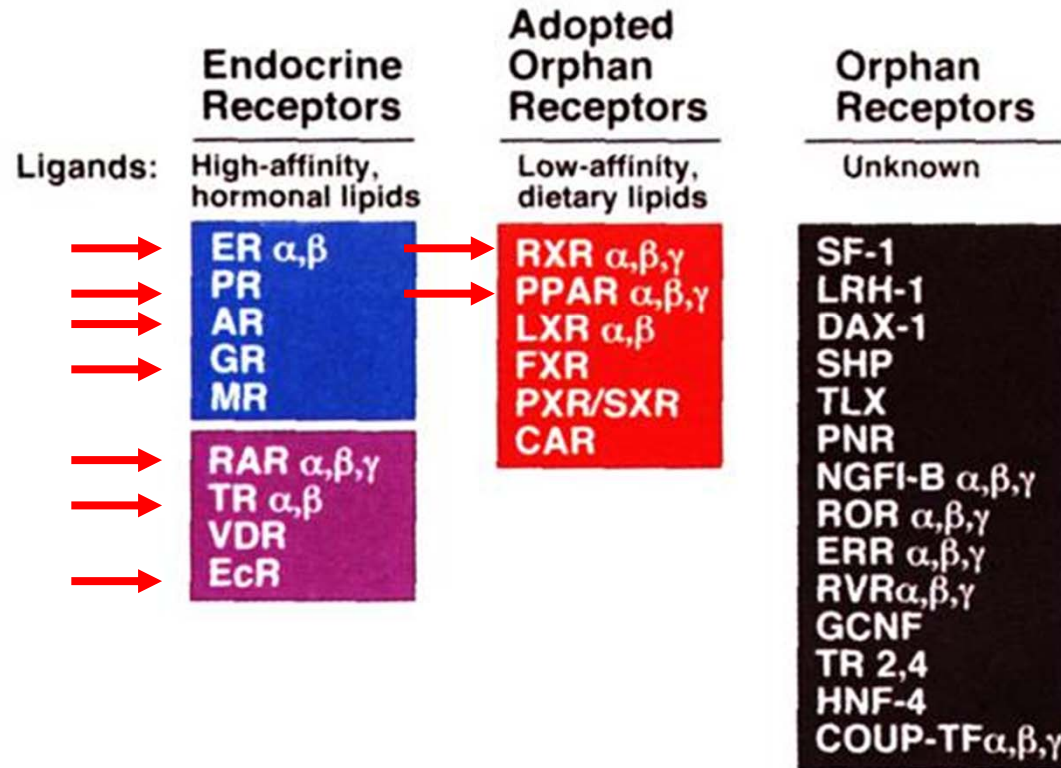 Endocrine
Receptors
Adopted
Orphan
Receptors
Orphan
Receptors
Ligands:
High-affinity,
hormonal lipids
Low-affinity,
dietary lipids
Unknown
ER α,β
PR
AR
GR
MR
RAR α,β,γ
TR α,β
VDR
EcR
RXR α,β,γ
PPAR α,β,γ
LXR α,β
FXR
PXR/SXR
CAR
SF-1
LRH-1
DAX-1
SHP
TLX
PNR
NGFI-B α,β,γ
ROR α,β,γ
ERR α,β,γ
RVRα,β,γ
GCNF
TR 2,4
HNF-4
COUP-TFα,β,γ